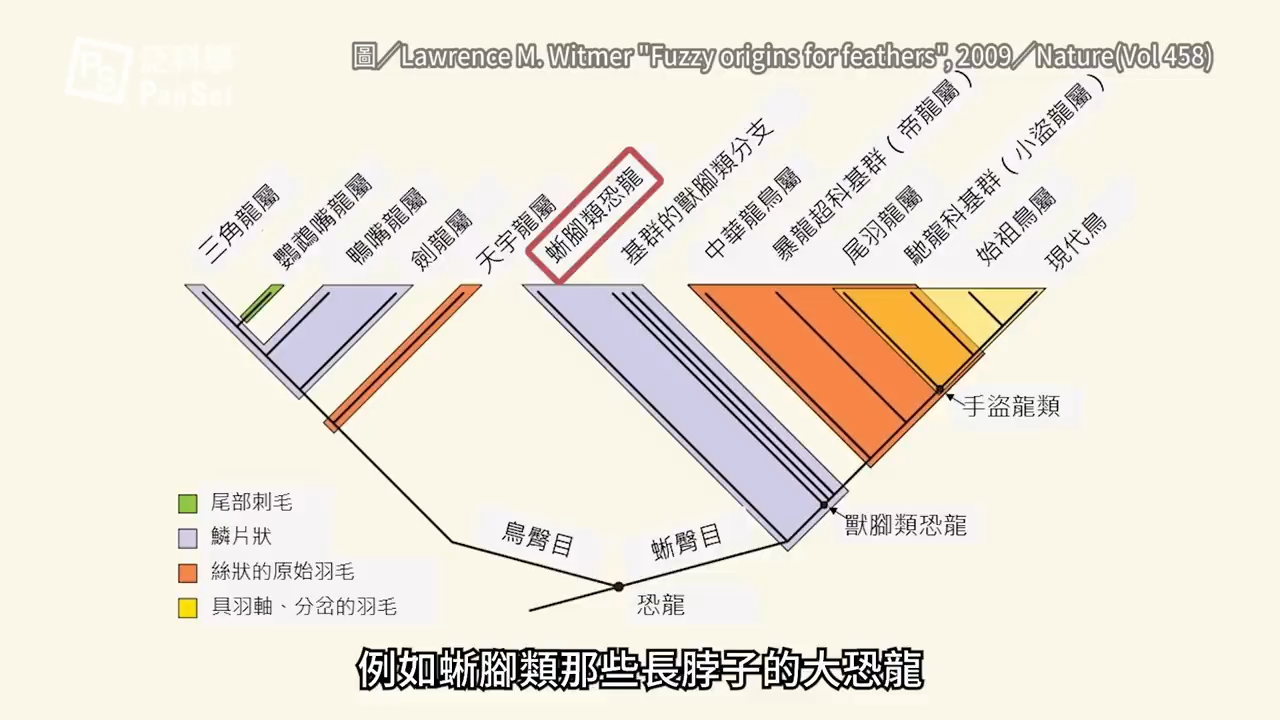 圖／Lawrence M. Witmer "Fuzzy origins for feathers", 2009／Nature(Vol 458)
PS 泛科學
PanSci
三角龍屬
鸚鵡嘴龍屬
鴨嘴龍屬
劍龍屬
天宇龍屬
蜥腳類恐龍
基群的獸腳類分支
中華龍鳥屬
暴龍超科基群（帝龍屬）
尾羽龍屬
馳龍科基群（小盜龍屬）
始祖鳥屬
現代鳥
手盜龍類
獸腳類恐龍
鳥臀目
蜥臀目
恐龍
尾部刺毛
鱗片狀
絲狀的原始羽毛
具羽軸、分岔的羽毛
例如蜥腳類那些長脖子的大恐龍